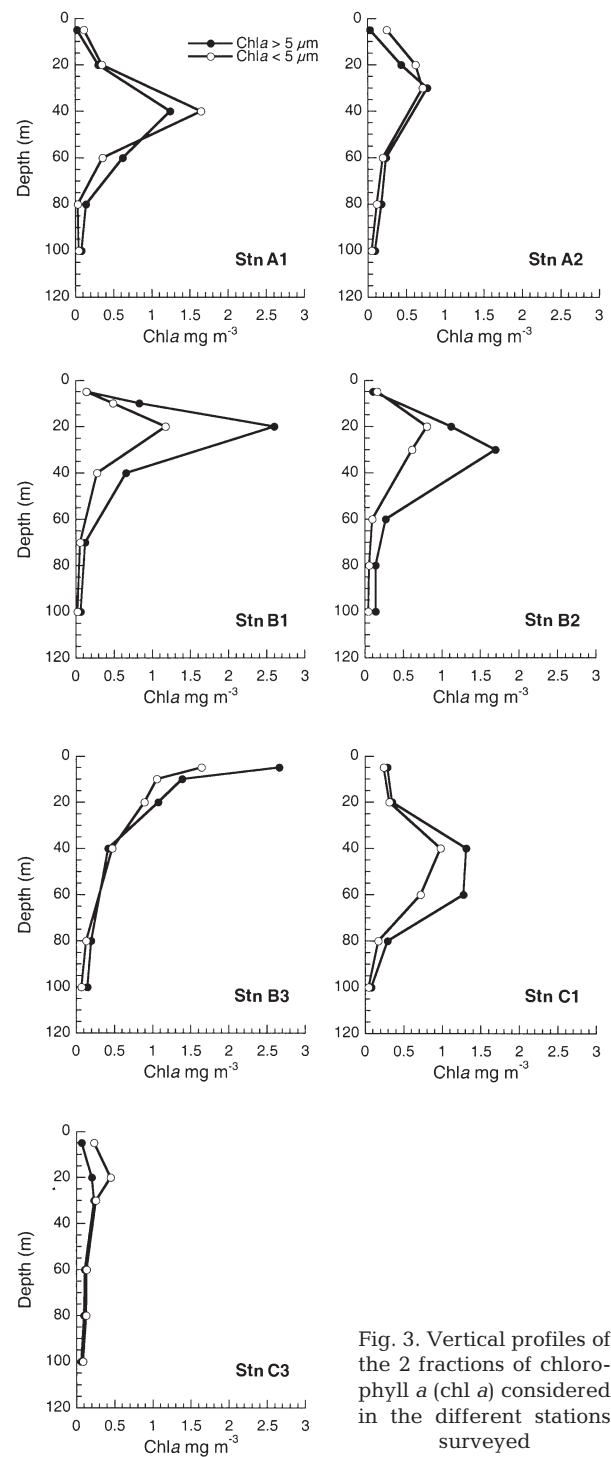 0
20
40
60
80
100
120
Depth (m)
Chla > 5 µm
Chla < 5 µm
Stn A1
0 0.5 1 1.5 2 2.5 3
Chla mg m-3
0
20
40
60
80
100
120
Stn A2
0 0.5 1 1.5 2 2.5 3
Chla mg m-3
0
20
40
60
80
100
120
Depth (m)
Stn B1
0 0.5 1 1.5 2 2.5 3
Chla mg m-3
0
20
40
60
80
100
120
Stn B2
0 0.5 1 1.5 2 2.5 3
Chla mg m-3
0
20
40
60
80
100
120
Depth (m)
Stn B3
0 0.5 1 1.5 2 2.5 3
Chla mg m-3
0
20
40
60
80
100
120
Stn C1
0 0.5 1 1.5 2 2.5 3
Chla mg m-3
0
20
40
60
80
100
120
Depth (m)
Stn C3
0 0.5 1 1.5 2 2.5 3
Chla mg m-3
Fig. 3. Vertical profiles of
the 2 fractions of chloro-
phyll a (chl a) considered
in the different stations
surveyed